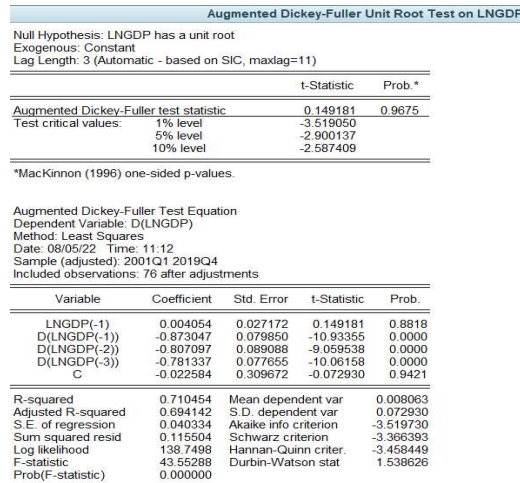 Augmented Dickey-Fuller Unit Root Test on LNGDP
Null Hypothesis: LNGDP has a unit root
Exogenous: Constant
Lag Length: 3 (Automatic - based on SIC, maxlag=11)
t-Statistic Prob.*
Augmented Dickey-Fuller test statistic 0.149181 0.9675
Test critical values: 1% level -3.519050
5% level -2.900137
10% level -2.587409
*MacKinnon (1996) one-sided p-values.
Augmented Dickey-Fuller Test Equation
Dependent Variable: D(LNGDP)
Method: Least Squares
Date: 08/05/22 Time: 11:12
Sample (adjusted): 2001Q1 2019Q4
Included observations: 76 after adjustments
Variable Coefficient Std. Error t-Statistic Prob.
LNGDP(-1) 0.004054 0.027172 0.149181 0.8818
D(LNGDP(-1)) -0.873047 0.079850 -10.93355 0.0000
D(LNGDP(-2)) -0.807097 0.089088 -9.059538 0.0000
D(LNGDP(-3)) -0.781337 0.077655 -10.06158 0.0000
C -0.022584 0.309672 -0.072930 0.9421
R-squared 0.710454 Mean dependent var 0.008063
Adjusted R-squared 0.694142 S.D. dependent var 0.072930
S.E. of regression 0.040334 Akaike info criterion -3.519730
Sum squared resid 0.115504 Schwarz criterion -3.366393
Log likelihood 138.7498 Hannan-Quinn criter. -3.458449
F-statistic 43.55288 Durbin-Watson stat 1.538626
Prob(F-statistic) 0.000000